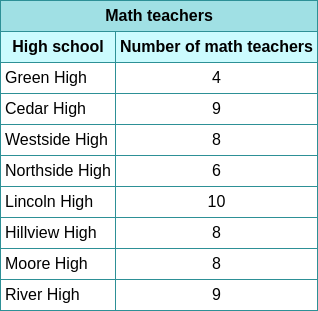 Math teachers
High school Number of math teachers
Green High 4
Cedar High 9
Westside High 8
Northside High 6
Lincoln High 10
Hillview High 8
Moore High 8
River High 9